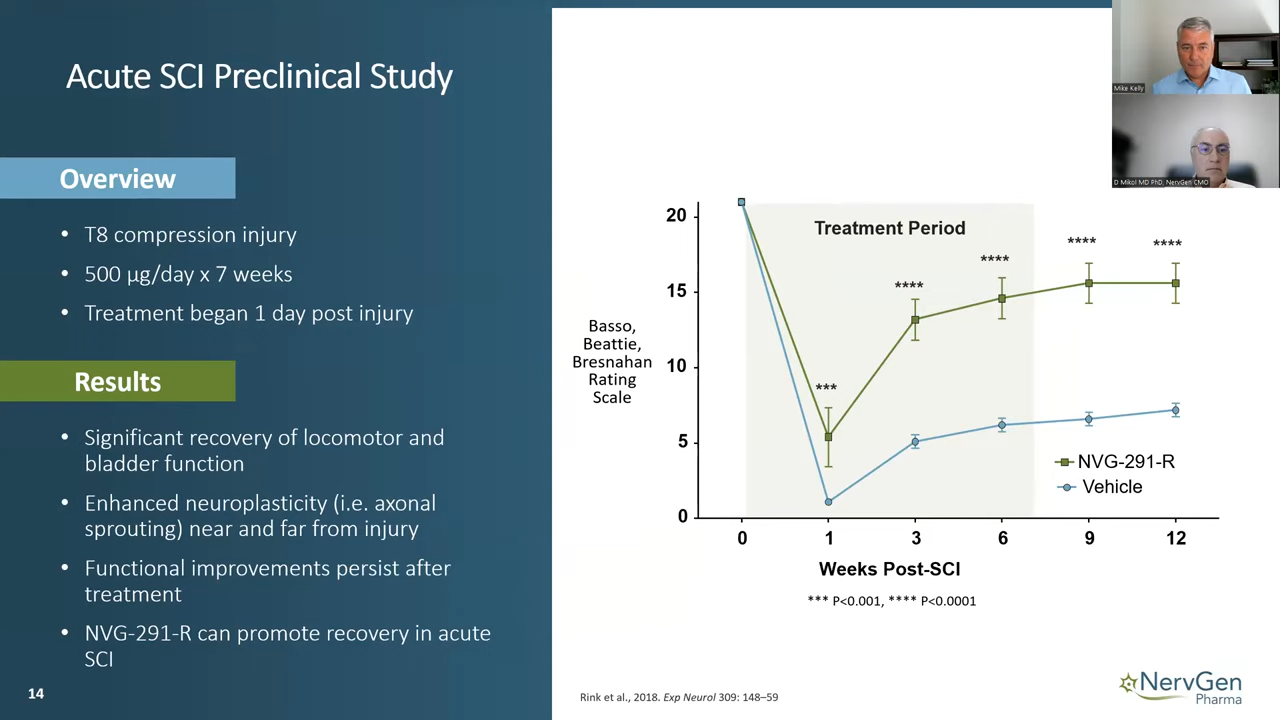 Acute SCI Preclinical Study
Overview
• T8 compression injury
• 500 µg/day x 7 weeks
• Treatment began 1 day post injury
Results
• Significant recovery of locomotor and
bladder function
• Enhanced neuroplasticity (i.e. axonal
sprouting) near and far from injury
• Functional improvements persist after
treatment
• NVG-291-R can promote recovery in acute
SCI
14
Mike Kelly
D Mikol MD PhD, NervGen CMO
Treatment Period
Basso,
Beattie,
Bresnahan
Rating
Scale
20
15
10
5
0
***
****
****
****
****
NVG-291-R
Vehicle
0 1 3 6 9 12
Weeks Post-SCI
*** P<0.001, **** P<0.0001
Rink et al., 2018. Exp Neurol 309: 148–59
NervGen
Pharma